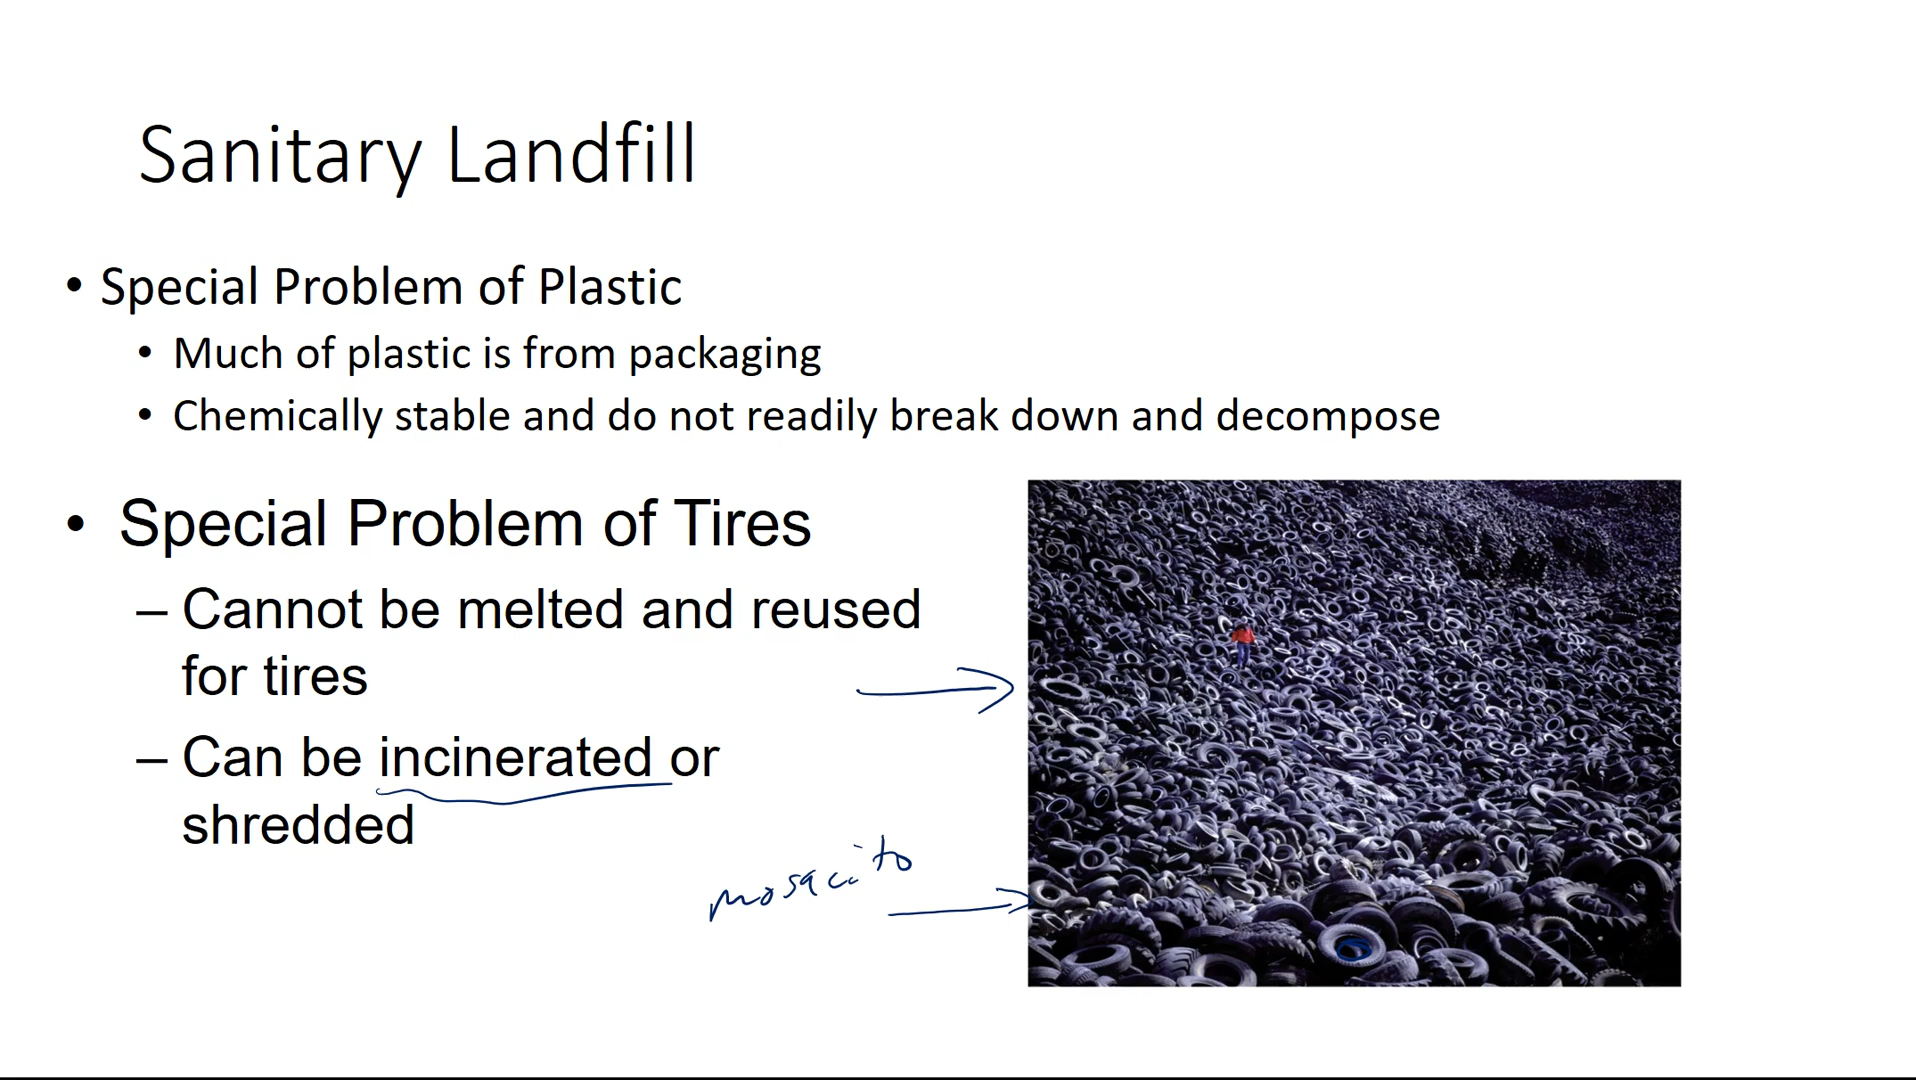 Sanitary Landfill
• Special Problem of Plastic
• Much of plastic is from packaging
• Chemically stable and do not readily break down and decompose
• Special Problem of Tires
– Cannot be melted and reused
for tires
– Can be incinerated or
shredded
mosqcito